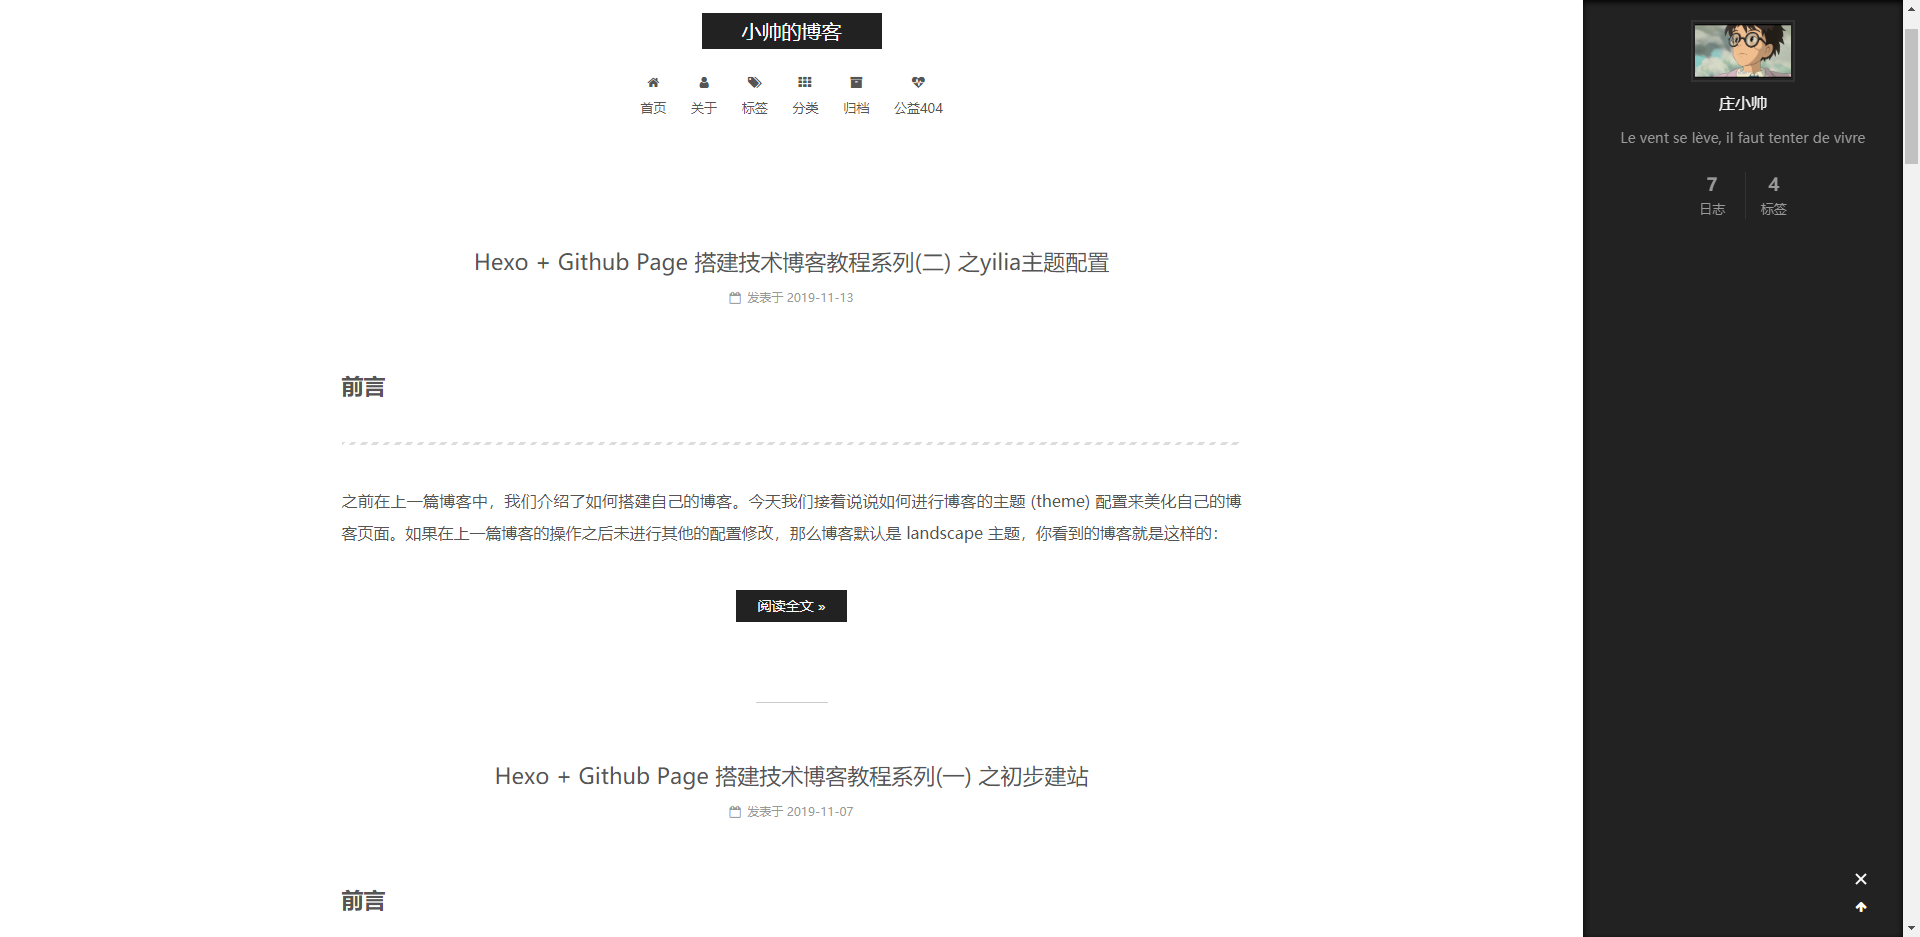 小帅的博客
首页 关于 标签 分类 归档 公益404
Hexo + Github Page 搭建技术博客教程系列(二) 之yilia主题配置
发表于 2019-11-13
前言
之前在上一篇博客中，我们介绍了如何搭建自己的博客。今天我们接着说说如何进行博客的主题 (theme) 配置来美化自己的博
客页面。如果在上一篇博客的操作之后未进行其他的配置修改，那么博客默认是 landscape 主题，你看到的博客就是这样的：
阅读全文 »
Hexo + Github Page 搭建技术博客教程系列(一) 之初步建站
发表于 2019-11-07
前言
庄小帅
Le vent se lève, il faut tenter de vivre
7 4
日志 标签